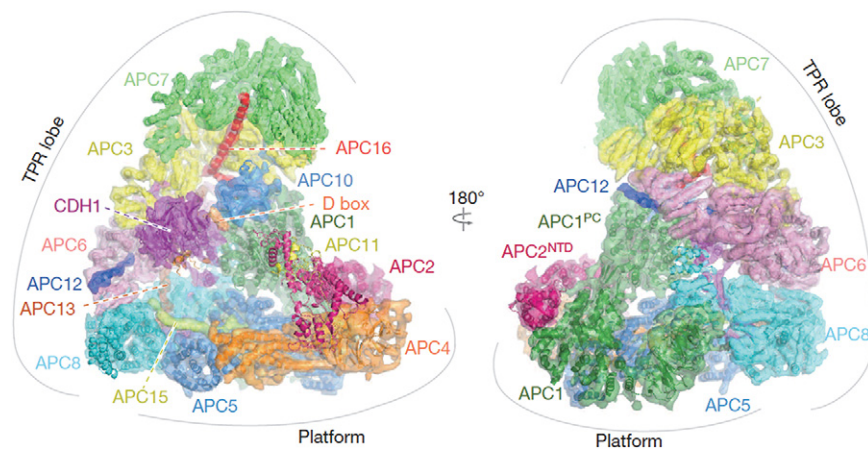 APC7
TPR lobe
APC3
APC16
APC10
CDH1
D box
APC1
APC6
APC11
APC2
APC12
APC13
APC8
APC4
APC15
APC5
Platform
180°
APC7
TPR lobe
APC3
APC12
APC1PC
APC2NTD
APC6
APC8
APC1
APC5
Platform